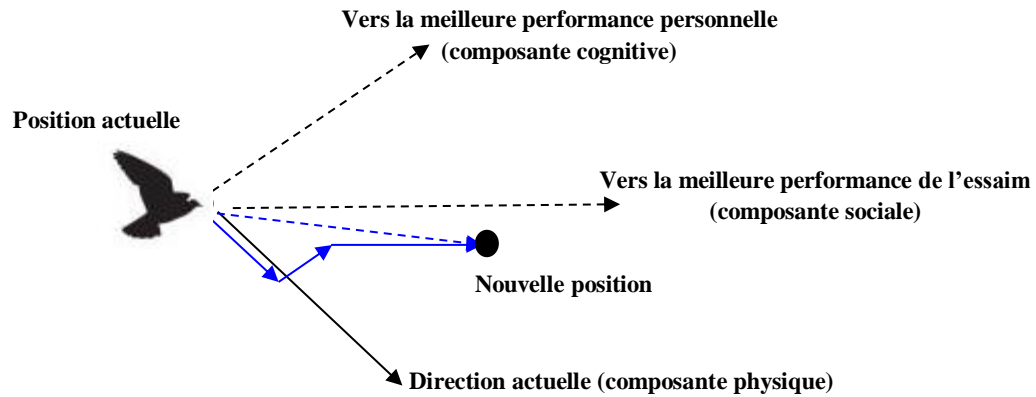 Vers la meilleure performance personnelle
(composante cognitive)
Position actuelle
Vers la meilleure performance de l’essaim
(composante sociale)
Nouvelle position
Direction actuelle (composante physique)